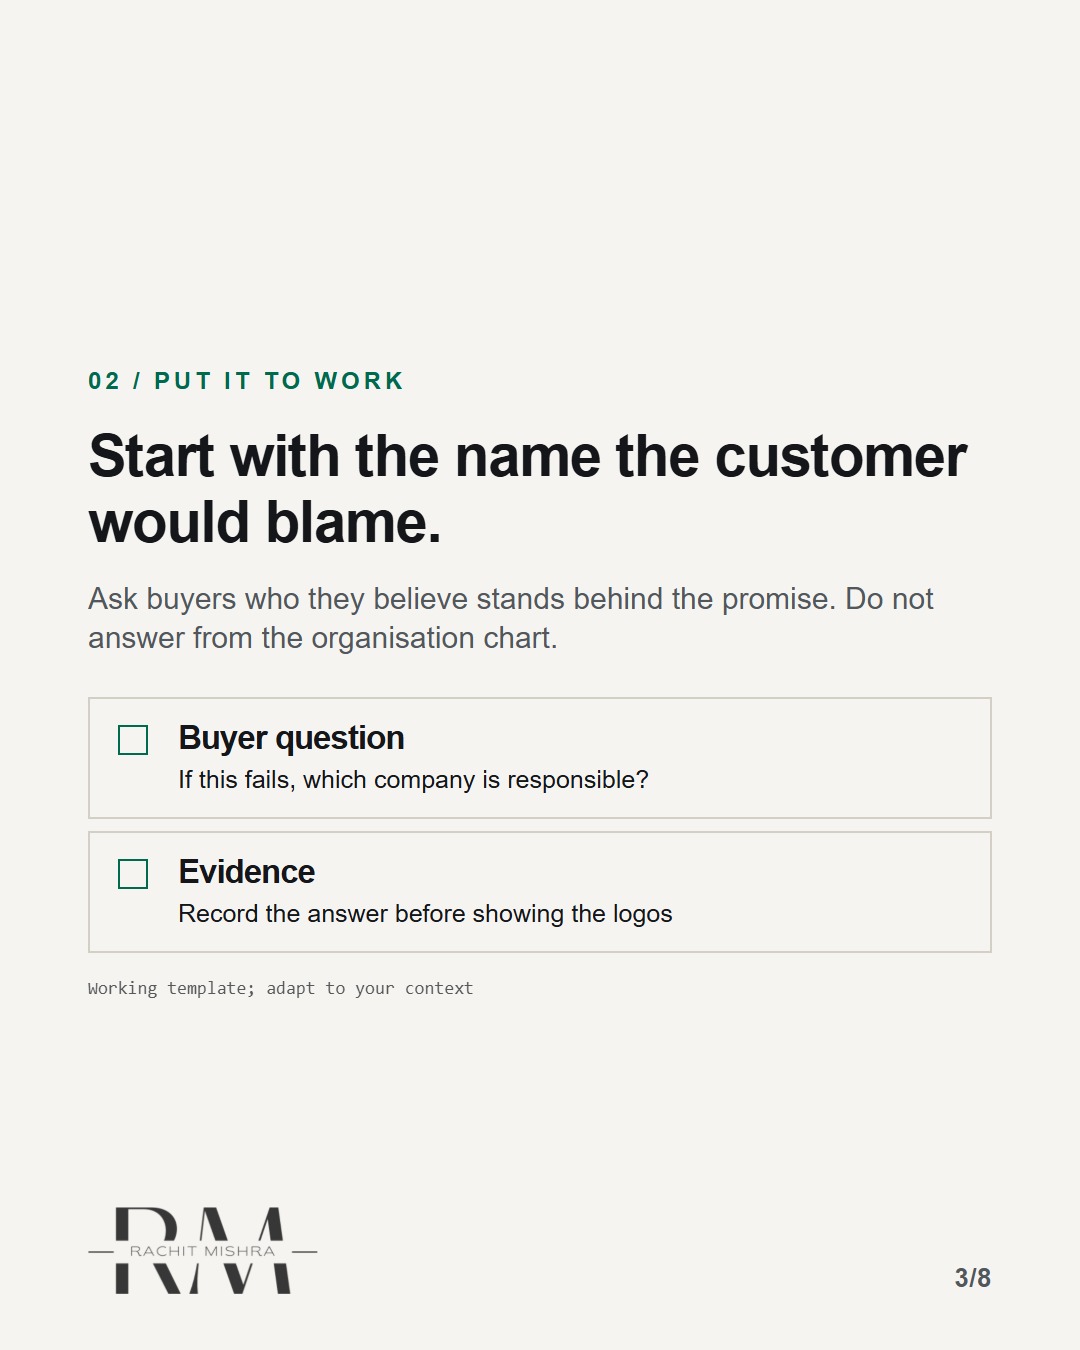 02 / PUT IT TO WORK
Start with the name the customer
would blame.
Ask buyers who they believe stands behind the promise. Do not
answer from the organisation chart.
Buyer question
If this fails, which company is responsible?
Evidence
Record the answer before showing the logos
Working template; adapt to your context
RM
RACHIT MISHRA
3/8